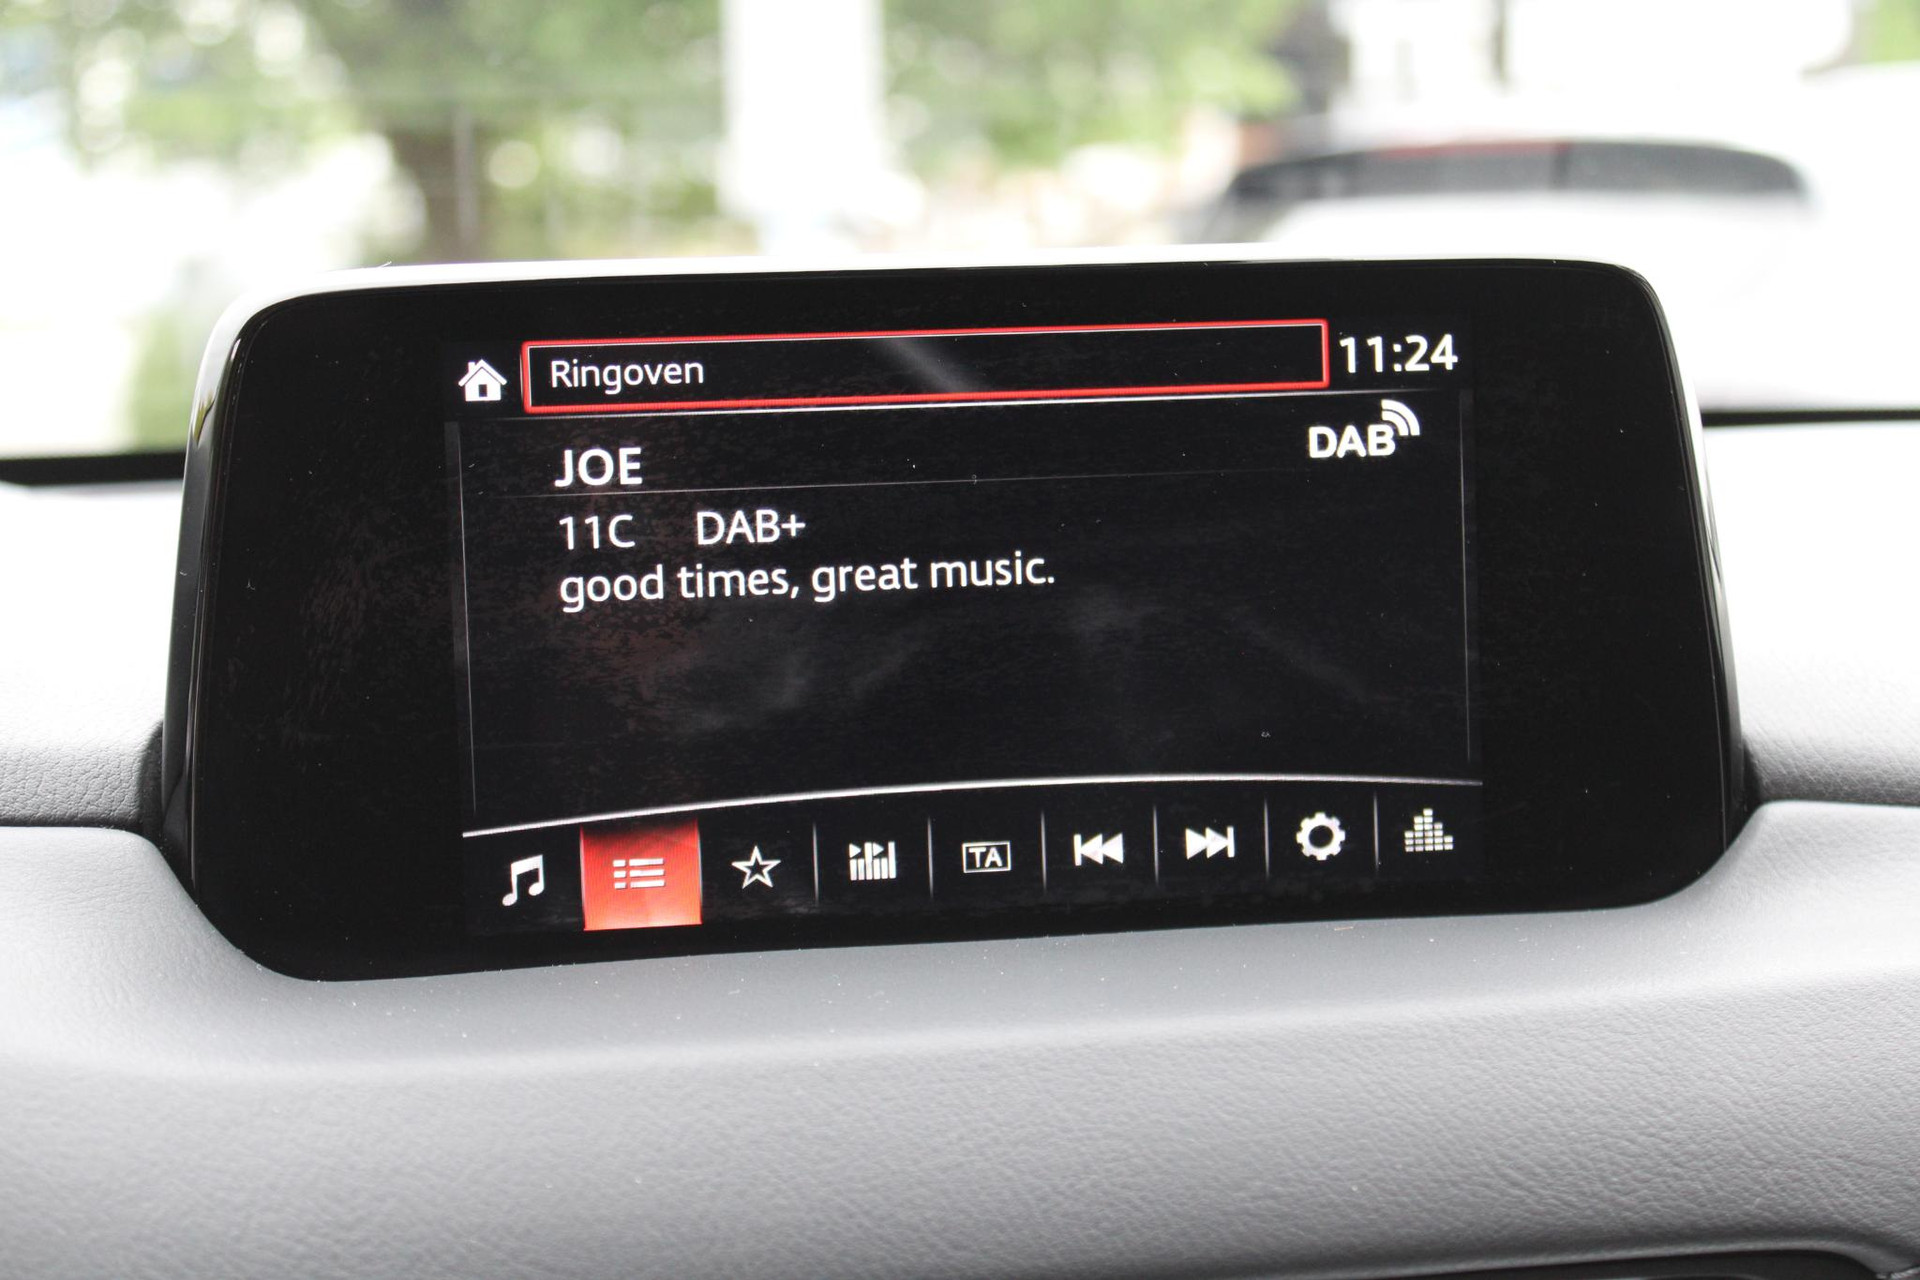 Ringoven
11:24
DAB
JOE
11C DAB+
good times, great music.
TA